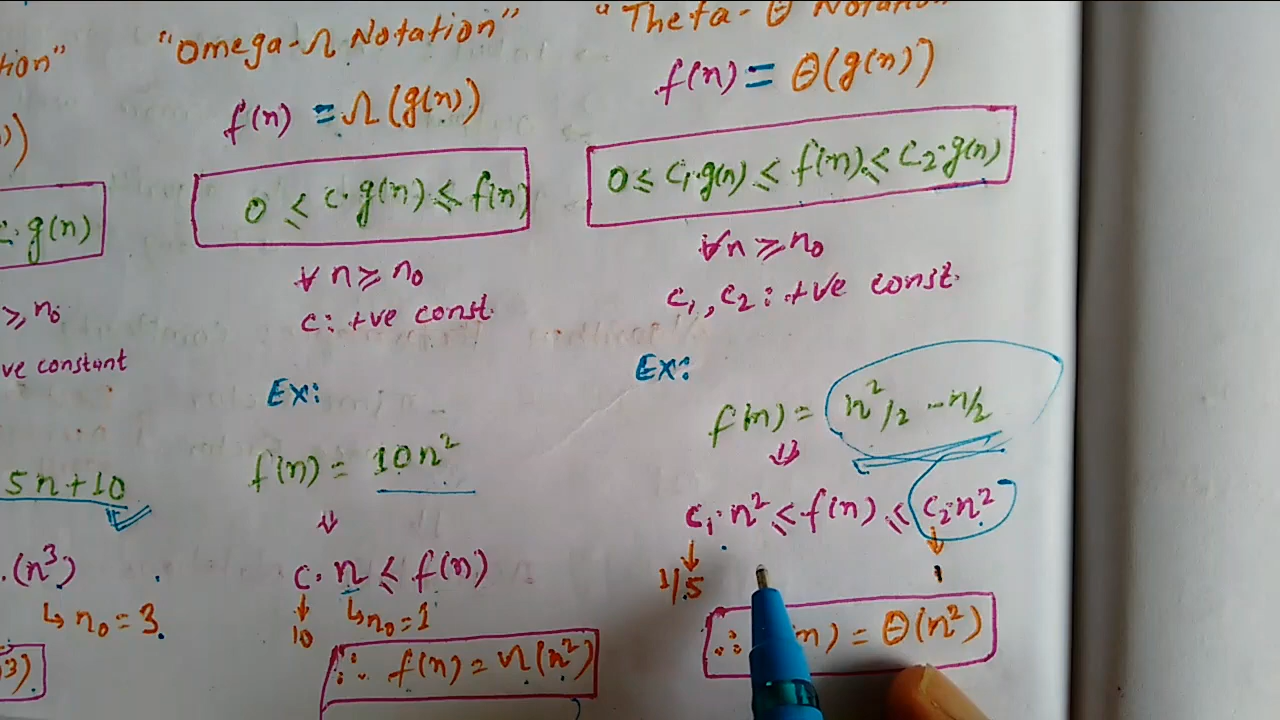 tion"
))
c. g(n)
≥ n₀
ve constant
5n+10
.(n³)
↳ n₀ = 3.
³)
"Omega-Ω Notation"
f(n) = Ω(g(n))
0 ≤ c. g(n) ≤ f(n)
∀ n ≥ n₀
c: +ve const.
Ex:
f(n) = 10n²
⇓
c. n ≤ f(n)
↓ ↳ n₀ = 1
10
∴ f(n) = Ω(n²)
"Theta-Θ Notation
f(n) = Θ(g(n))
0 ≤ C₁.g(n) ≤ f(n) ≤ C₂.g(n)
∀n ≥ n₀
C₁, C₂ : +ve const.
Ex:
f(n) = n²/2 - n/2
⇓
C₁. n² ≤ f(n) ≤ C₂.n²
↓ ↓
1/5 1
∴ n) = Θ(n²)